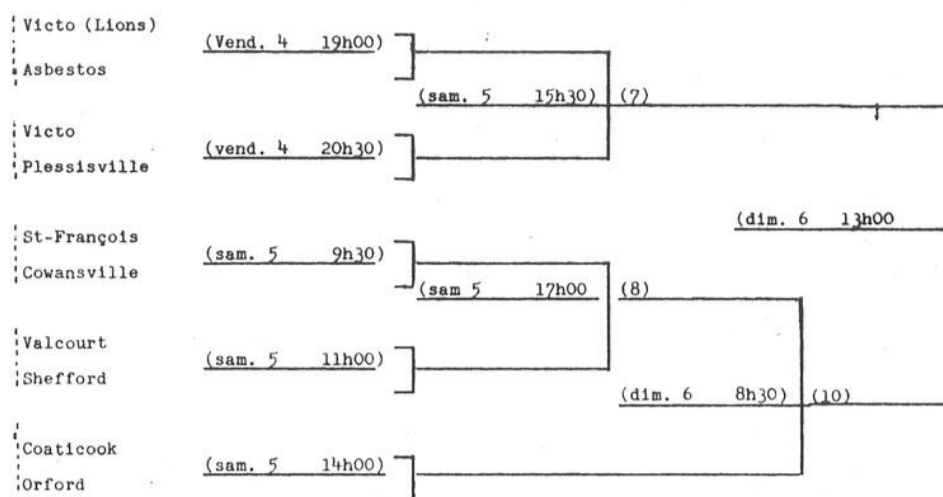 Victo (Lions)
(Vend. 4 19h00)
Asbestos
(sam. 5 15h30) (7)
Victo
(vend. 4 20h30)
Plessisville
(dim. 6 13h00
St-François
(sam. 5 9h30)
Cowansville
(sam 5 17h00 (8)
Valcourt
(sam. 5 11h00)
Shefford
(dim. 6 8h30) (10)
Coaticook
(sam. 5 14h00)
Orford